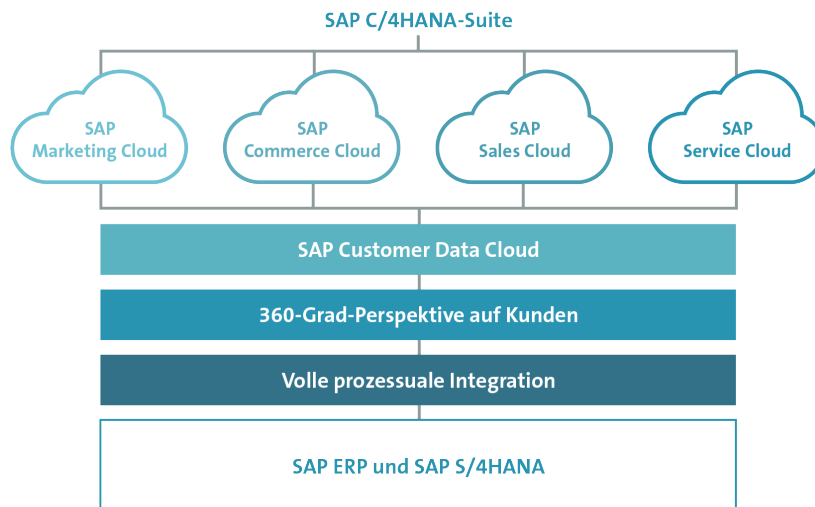 SAP C/4HANA-Suite
SAP
Marketing Cloud
SAP
Commerce Cloud
SAP
Sales Cloud
SAP
Service Cloud
SAP Customer Data Cloud
360-Grad-Perspektive auf Kunden
Volle prozessuale Integration
SAP ERP und SAP S/4HANA